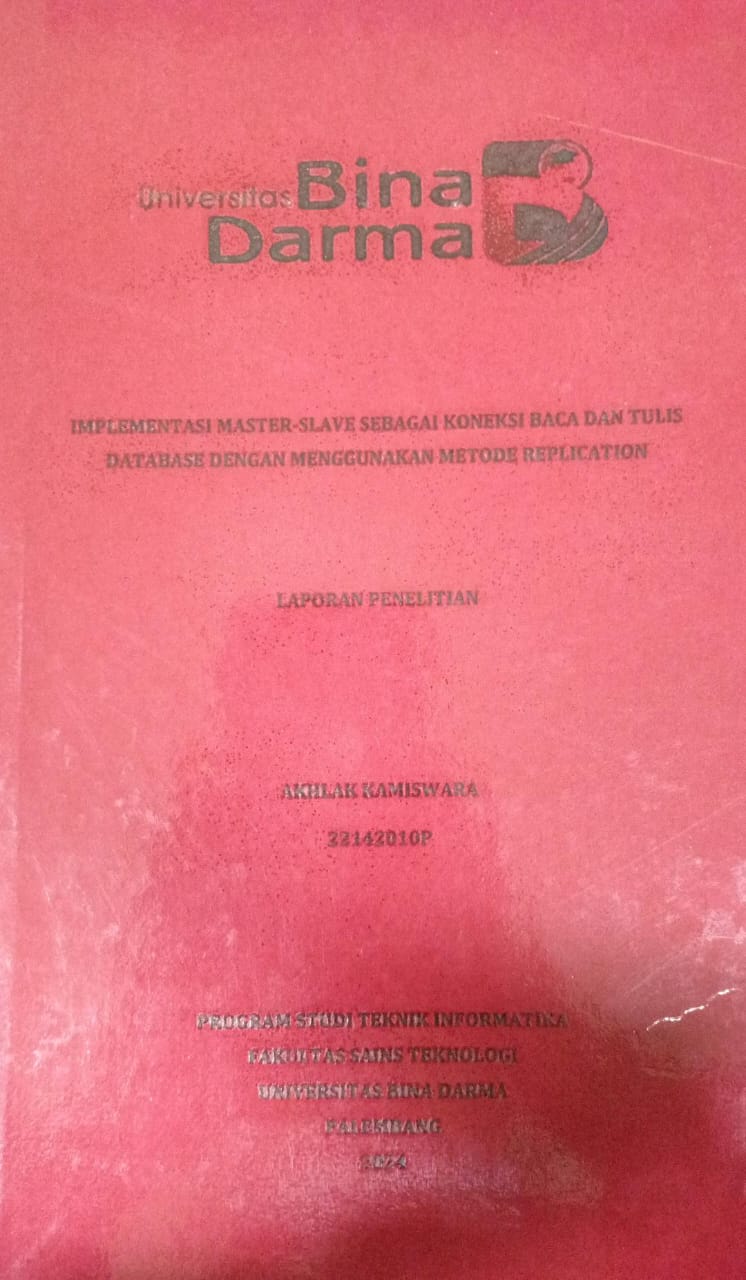 Universitas Bina
Darma
IMPLEMENTASI MASTER-SLAVE SEBAGAI KONEKSI BACA DAN TULIS
DATABASE DENGAN MENGGUNAKAN METODE REPLICATION
LAPORAN PENELITIAN
AKHLAK KAMISWARA
22142010P
PROGRAM STUDI TEKNIK INFORMATIKA
FAKULTAS SAINS TEKNOLOGI
UNIVERSITAS BINA DARMA
PALEMBANG
2024